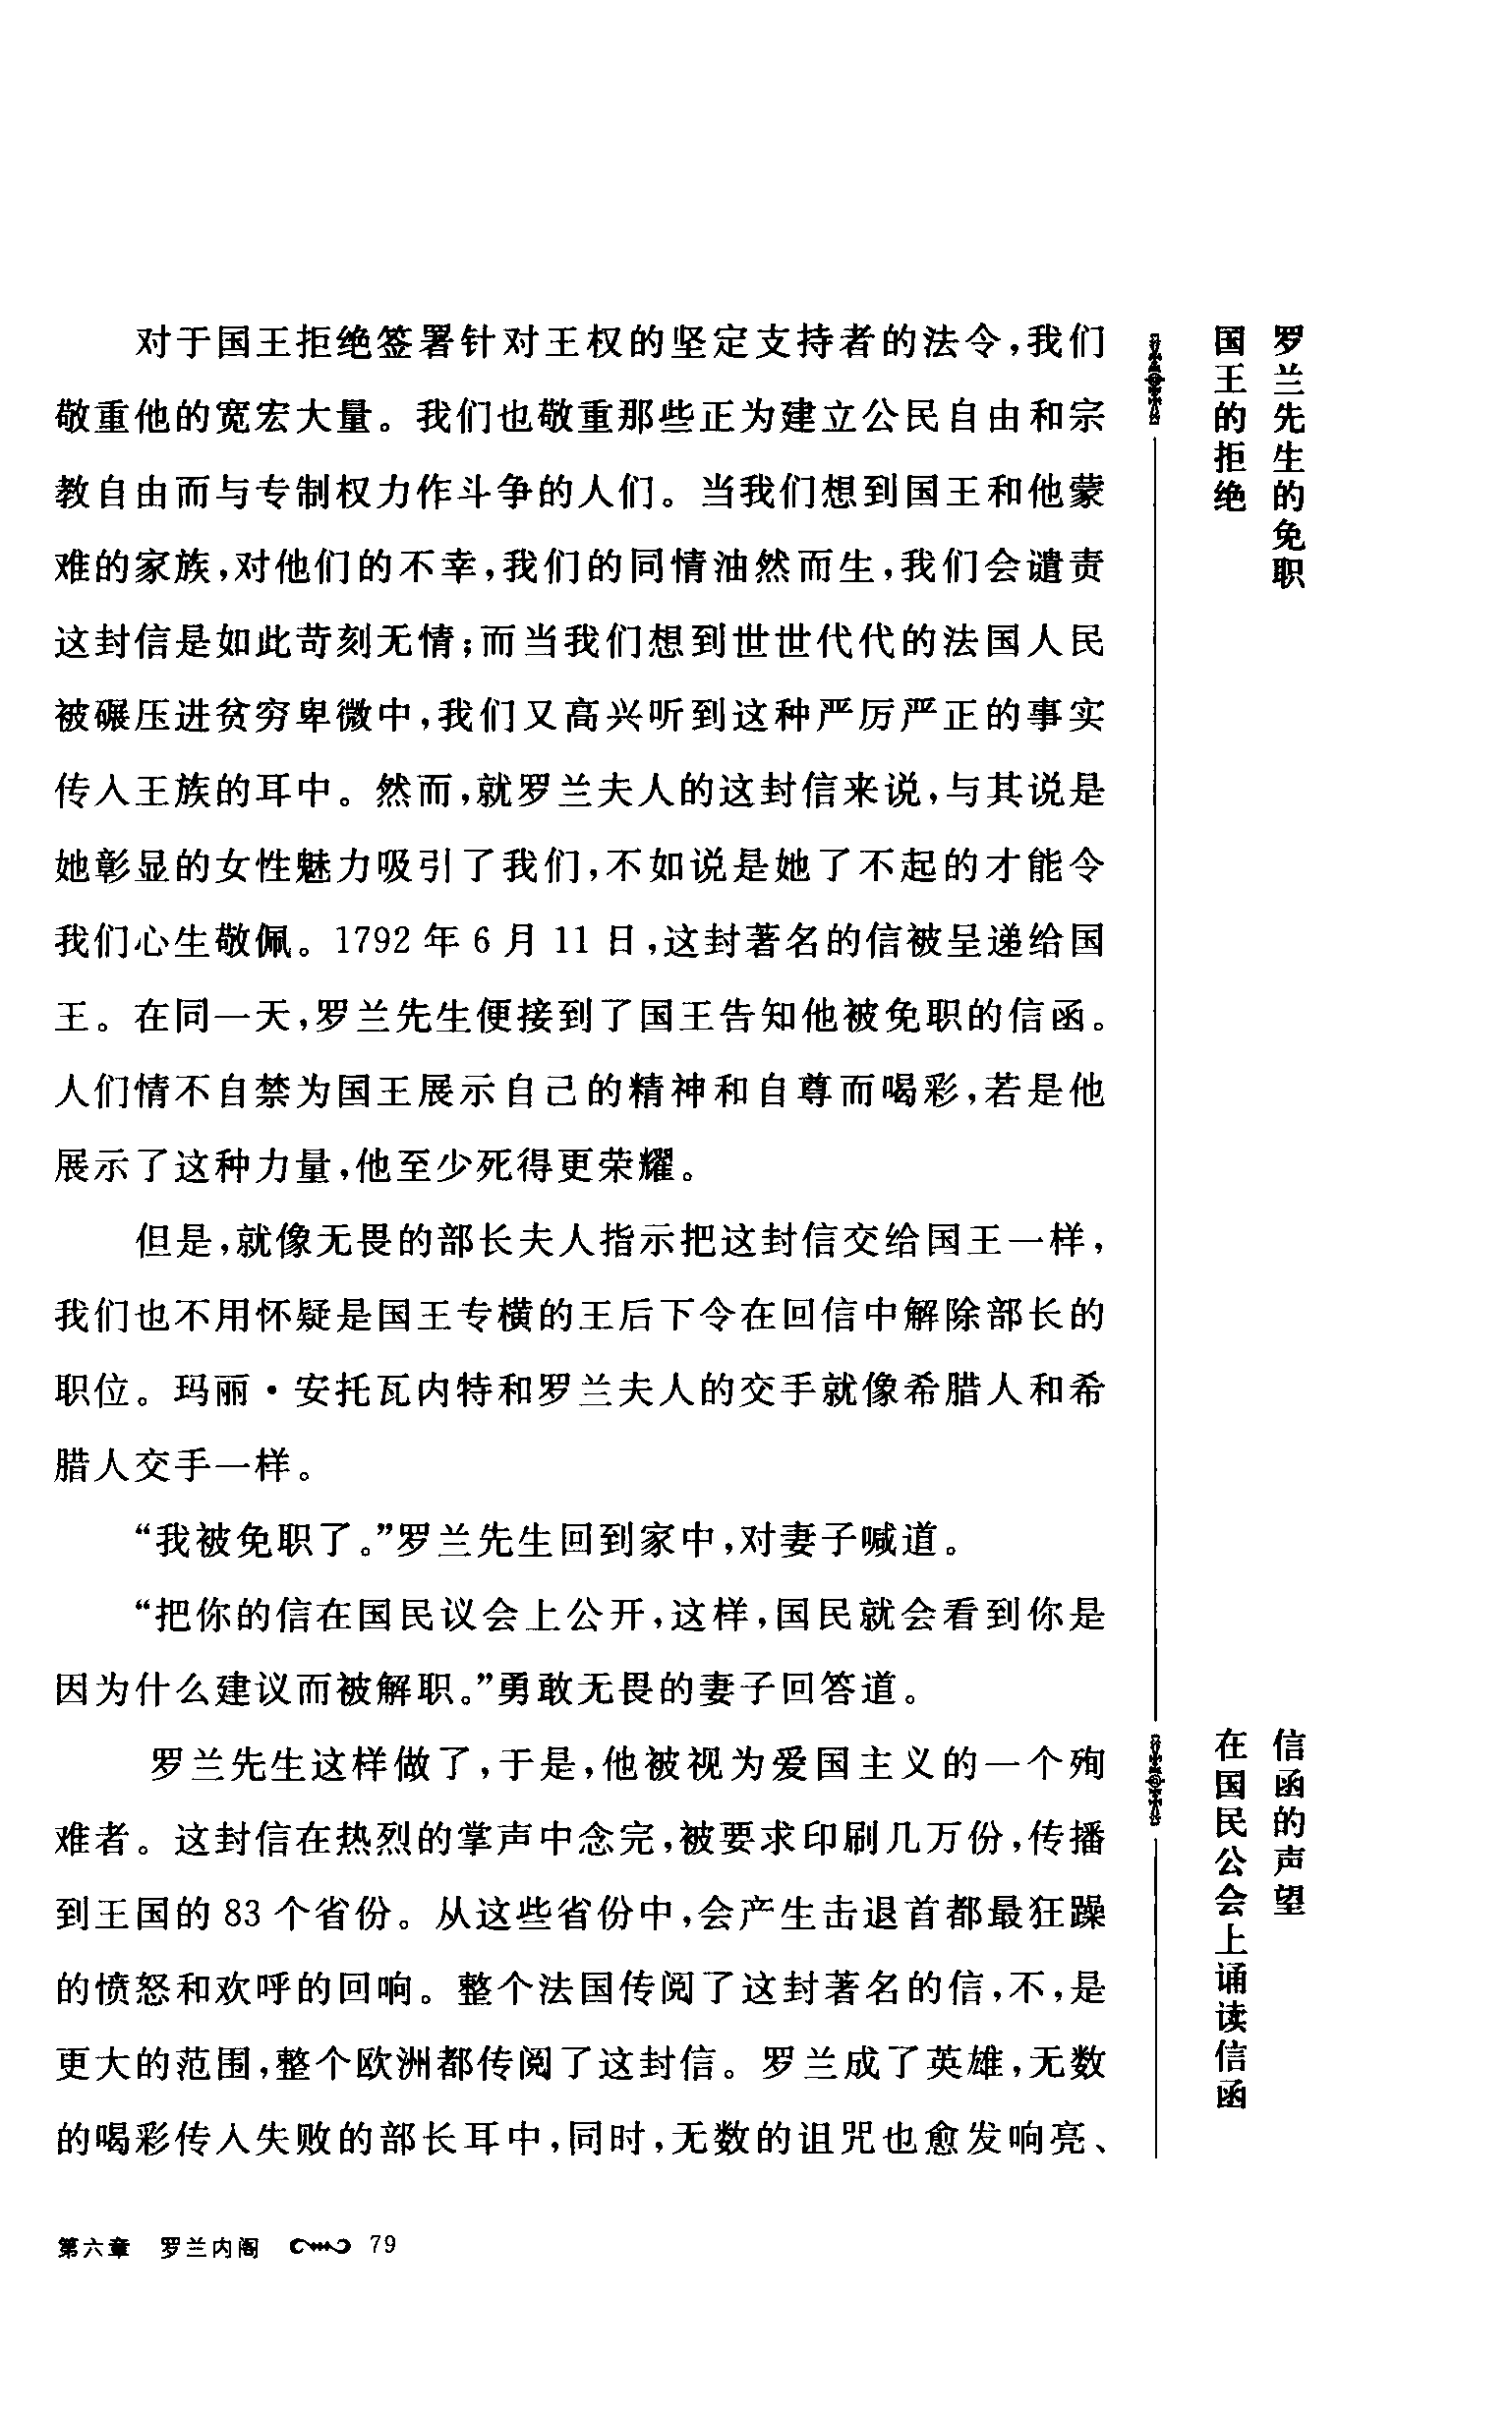 对于国王拒绝签署针对王权的坚定支持者的法令，我们
敬重他的宽宏大量。我们也敬重那些正为建立公民自由和宗
教自由而与专制权力作斗争的人们。当我们想到国王和他蒙
难的家族，对他们的不幸，我们的同情油然而生，我们会谴责
这封信是如此苛刻无情；而当我们想到世世代代的法国人民
被碾压进贫穷卑微中，我们又高兴听到这种严厉严正的事实
传入王族的耳中。然而，就罗兰夫人的这封信来说，与其说是
她彰显的女性魅力吸引了我们，不如说是她了不起的才能令
我们心生敬佩。1792 年 6 月 11 日，这封著名的信被呈递给国
王。在同一天，罗兰先生便接到了国王告知他被免职的信函。
人们情不自禁为国王展示自己的精神和自尊而喝彩，若是他
展示了这种力量，他至少死得更荣耀。
但是，就像无畏的部长夫人指示把这封信交给国王一样，
我们也不用怀疑是国王专横的王后下令在回信中解除部长的
职位。玛丽·安托瓦内特和罗兰夫人的交手就像希腊人和希
腊人交手一样。
“我被免职了。”罗兰先生回到家中，对妻子喊道。
“把你的信在国民议会上公开，这样，国民就会看到你是
因为什么建议而被解职。”勇敢无畏的妻子回答道。
罗兰先生这样做了，于是，他被视为爱国主义的一个殉
难者。这封信在热烈的掌声中念完，被要求印刷几万份，传播
到王国的 83 个省份。从这些省份中，会产生击退首都最狂躁
的愤怒和欢呼的回响。整个法国传阅了这封著名的信，不，是
更大的范围，整个欧洲都传阅了这封信。罗兰成了英雄，无数
的喝彩传入失败的部长耳中，同时，无数的诅咒也愈发响亮、
罗兰先生的免职
国王的拒绝
信函的声望
在国民公会上诵读信函
第六章 罗兰内阁 79